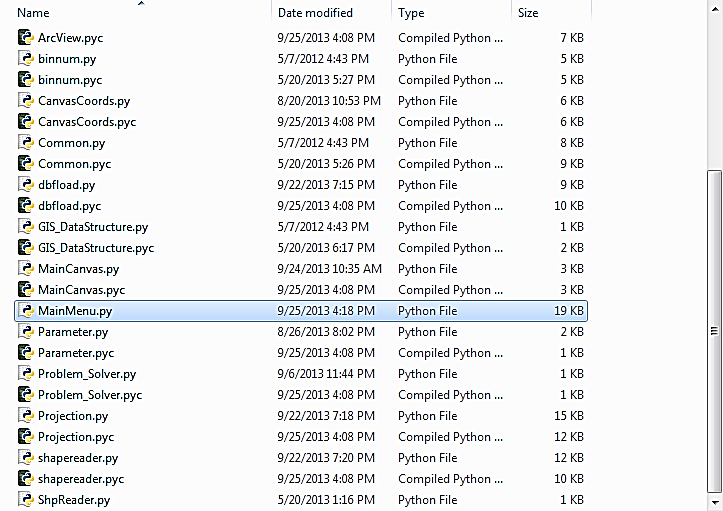 Name Date modified Type Size
ArcView.pyc 9/25/2013 4:08 PM Compiled Python ... 7 KB
binnum.py 5/7/2012 4:43 PM Python File 5 KB
binnum.pyc 5/20/2013 5:27 PM Compiled Python ... 5 KB
CanvasCoords.py 8/20/2013 10:53 PM Python File 6 KB
CanvasCoords.pyc 9/25/2013 4:08 PM Compiled Python ... 6 KB
Common.py 5/7/2012 4:43 PM Python File 8 KB
Common.pyc 5/20/2013 5:26 PM Compiled Python ... 9 KB
dbfload.py 9/22/2013 7:15 PM Python File 9 KB
dbfload.pyc 9/25/2013 4:08 PM Compiled Python ... 10 KB
GIS_DataStructure.py 5/7/2012 4:43 PM Python File 1 KB
GIS_DataStructure.pyc 5/20/2013 6:17 PM Compiled Python ... 2 KB
MainCanvas.py 9/24/2013 10:35 AM Python File 3 KB
MainCanvas.pyc 9/25/2013 4:08 PM Compiled Python ... 3 KB
MainMenu.py 9/25/2013 4:18 PM Python File 19 KB
Parameter.py 8/26/2013 8:02 PM Python File 2 KB
Parameter.pyc 9/25/2013 4:08 PM Compiled Python ... 1 KB
Problem_Solver.py 9/6/2013 11:44 PM Python File 1 KB
Problem_Solver.pyc 9/25/2013 4:08 PM Compiled Python ... 1 KB
Projection.py 9/22/2013 7:18 PM Python File 15 KB
Projection.pyc 9/25/2013 4:08 PM Compiled Python ... 12 KB
shapereader.py 9/22/2013 7:20 PM Python File 12 KB
shapereader.pyc 9/25/2013 4:08 PM Compiled Python ... 10 KB
ShpReader.py 5/20/2013 1:16 PM Python File 1 KB